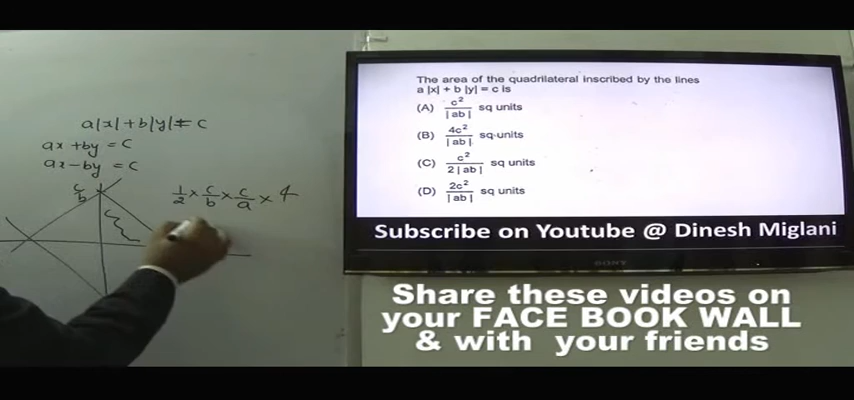 a|x| + b|y| = c
ax + by = c
ax - by = c
c/b
1/2 × c/b × c/a × 4
The area of the quadrilateral inscribed by the lines
a |x| + b |y| = c is
(A) c²/|ab| sq units
(B) 4c²/|ab| sq·units
(C) c²/2|ab| sq units
(D) 2c²/|ab| sq units
Subscribe on Youtube @ Dinesh Miglani
SONY
Share these videos on
your FACE BOOK WALL
& with your friends